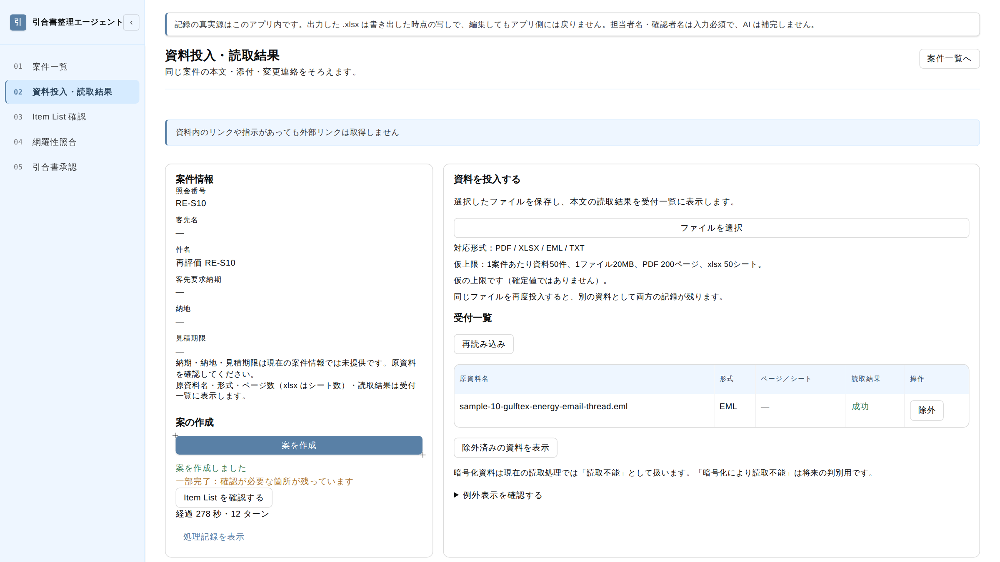 引 引合書整理エージェント ‹
01 案件一覧
02 資料投入・読取結果
03 Item List 確認
04 網羅性照合
05 引合書承認
記録の真実源はこのアプリ内です。出力した .xlsx は書き出した時点の写しで、編集してもアプリ側には戻りません。担当者名・確認者名は入力必須で、AI は補完しません。
資料投入・読取結果
同じ案件の本文・添付・変更連絡をそろえます。
案件一覧へ
資料内のリンクや指示があっても外部リンクは取得しません
案件情報
照会番号
RE-S10
客先名
—
件名
再評価 RE-S10
客先要求納期
—
納地
—
見積期限
—
納期・納地・見積期限は現在の案件情報では未提供です。原資料
を確認してください。
原資料名・形式・ページ数（xlsx はシート数）・読取結果は受付
一覧に表示します。
案の作成
案を作成
案を作成しました
一部完了：確認が必要な箇所が残っています
Item List を確認する
経過 278 秒・12 ターン
処理記録を表示
資料を投入する
選択したファイルを保存し、本文の読取結果を受付一覧に表示します。
ファイルを選択
対応形式：PDF / XLSX / EML / TXT
仮上限：1案件あたり資料50件、1ファイル20MB、PDF 200ページ、xlsx 50シート。
仮の上限です（確定値ではありません）。
同じファイルを再度投入すると、別の資料として両方の記録が残ります。
受付一覧
再読み込み
原資料名 形式 ページ／シート 読取結果 操作
sample-10-gulftex-energy-email-thread.eml EML — 成功 除外
除外済みの資料を表示
暗号化資料は現在の読取処理では「読取不能」として扱います。「暗号化により読取不能」は将来の判別用です。
▶ 例外表示を確認する